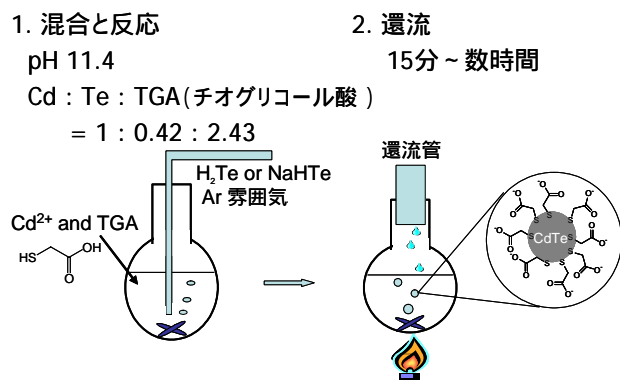 1. 混合と反応
pH 11.4
Cd : Te : TGA(チオグリコール酸 )
= 1 : 0.42 : 2.43
H₂Te or NaHTe
Ar 雰囲気
Cd²⁺ and TGA
HS
OH
O
2. 還流
15分 ~ 数時間
還流管
CdTe
S
S
S
S
S
S
S
S
O
O⁻
O
O⁻
O
O⁻
O
O⁻
O
O⁻
O
O⁻
O
O⁻
O
O⁻